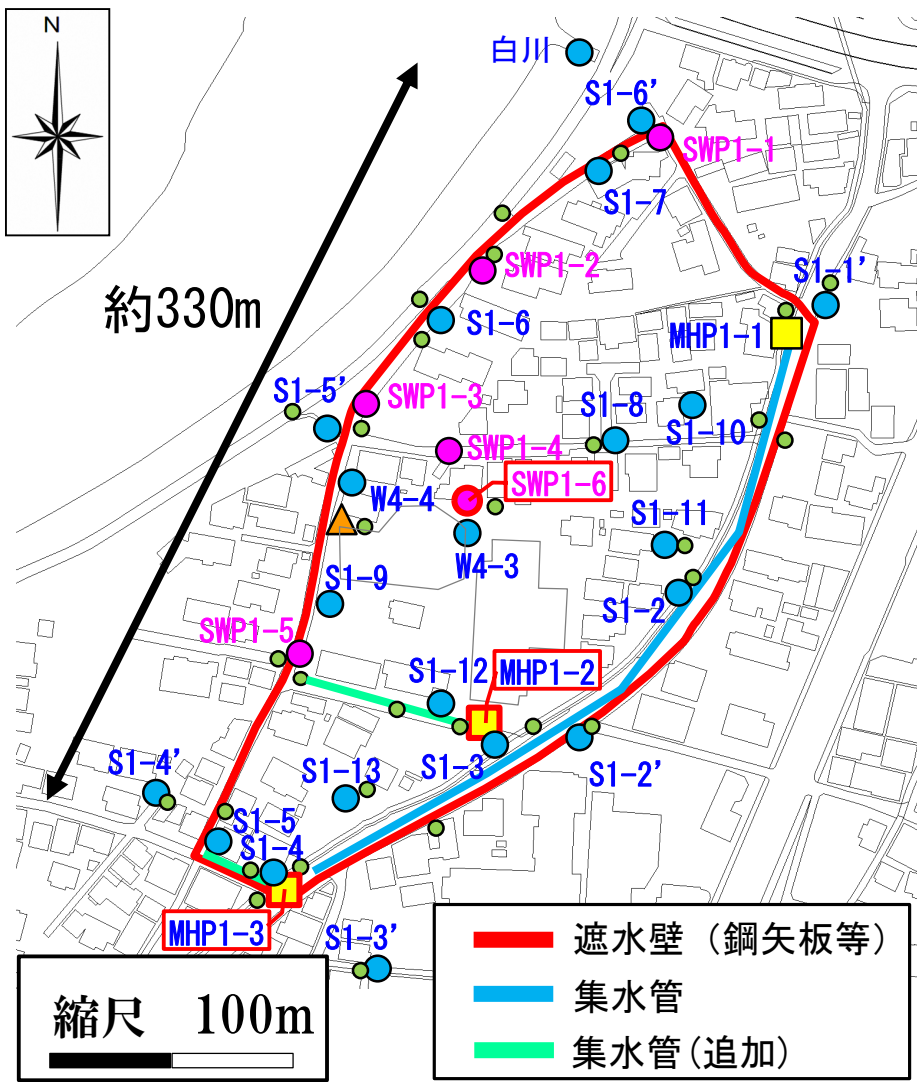 N
白川
S1-6’
SWP1-1
S1-7
SWP1-2
S1-1’
約330m
S1-6
MHP1-1
S1-5’
SWP1-3
S1-8
S1-10
SWP1-4
SWP1-6
W4-4
S1-11
W4-3
S1-9
S1-2
SWP1-5
S1-12
MHP1-2
S1-3
S1-2’
S1-4’
S1-13
S1-5
S1-4
MHP1-3
S1-3’
遮水壁（鋼矢板等）
集水管
集水管(追加)
縮尺 100m